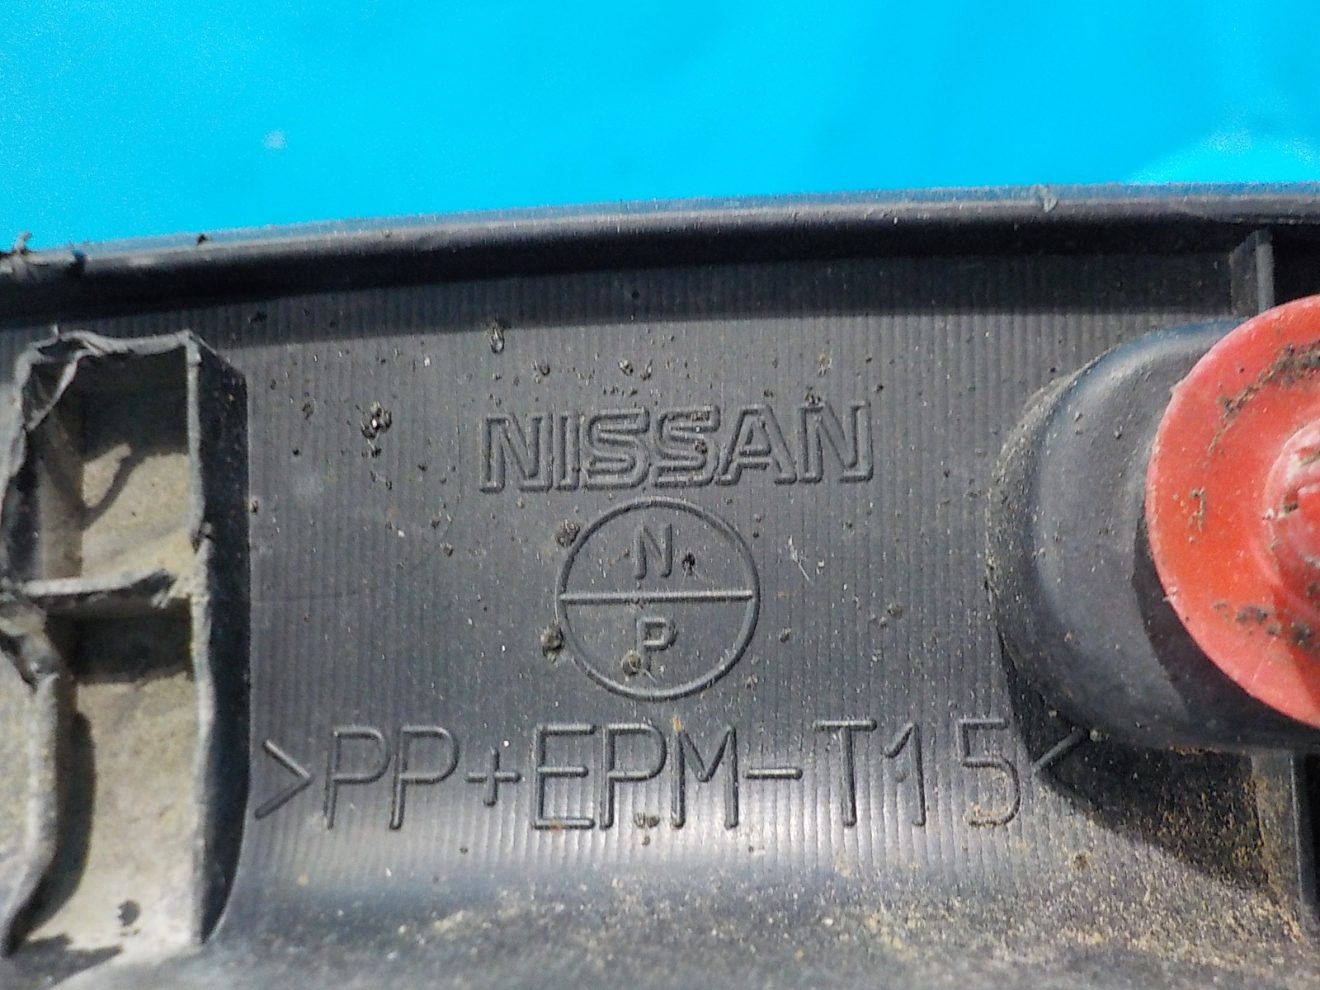 NISSAN
N
P
>PP+EPM-T15<